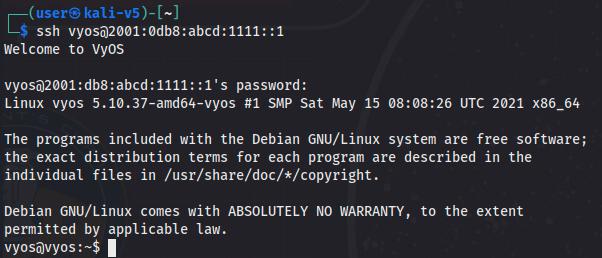 ┌──(user㉿kali-v5)-[~]
└─$ ssh vyos@2001:0db8:abcd:1111::1
Welcome to VyOS
vyos@2001:db8:abcd:1111::1's password:
Linux vyos 5.10.37-amd64-vyos #1 SMP Sat May 15 08:08:26 UTC 2021 x86_64
The programs included with the Debian GNU/Linux system are free software;
the exact distribution terms for each program are described in the
individual files in /usr/share/doc/*/copyright.
Debian GNU/Linux comes with ABSOLUTELY NO WARRANTY, to the extent
permitted by applicable law.
vyos@vyos:~$